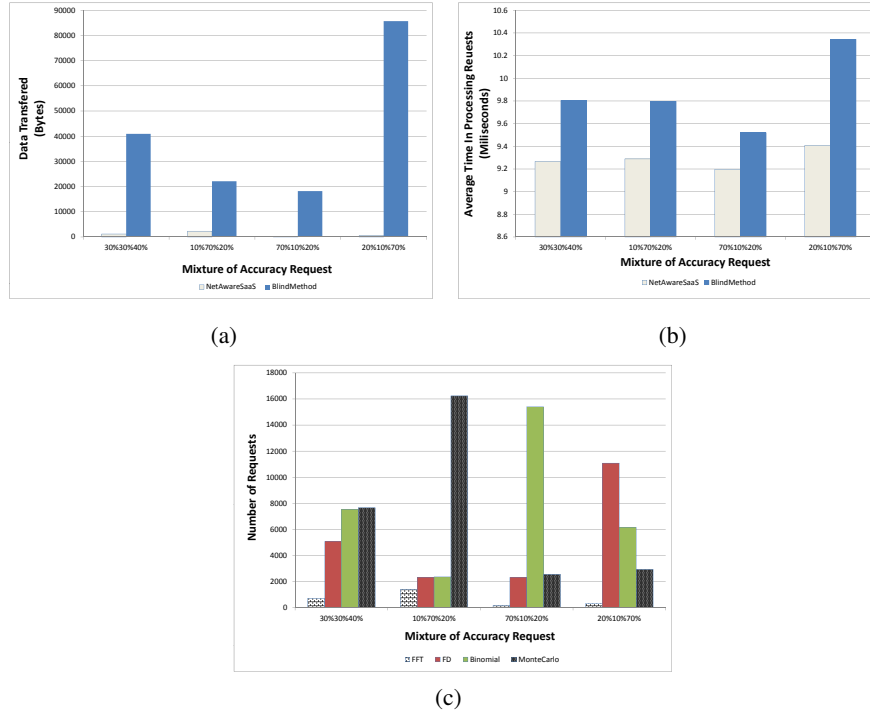 90000
80000
70000
60000
50000
40000
30000
20000
10000
0
Data Transfered
(Bytes)
30%30%40% 10%70%20% 70%10%20% 20%10%70%
Mixture of Accuracy Request
NetAwareSaaS BlindMethod
(a)
10.6
10.4
10.2
10
9.8
9.6
9.4
9.2
9
8.8
8.6
Average Time In Processing Reuests
(Miliseconds)
30%30%40% 10%70%20% 70%10%20% 20%10%70%
Mixture of Accuracy Request
NetAwareSaaS BlindMethod
(b)
18000
16000
14000
12000
10000
8000
6000
4000
2000
0
Number of Requests
30%30%40% 10%70%20% 70%10%20% 20%10%70%
Mixture of Accuracy Request
FFT FD Binomial MonteCarlo
(c)